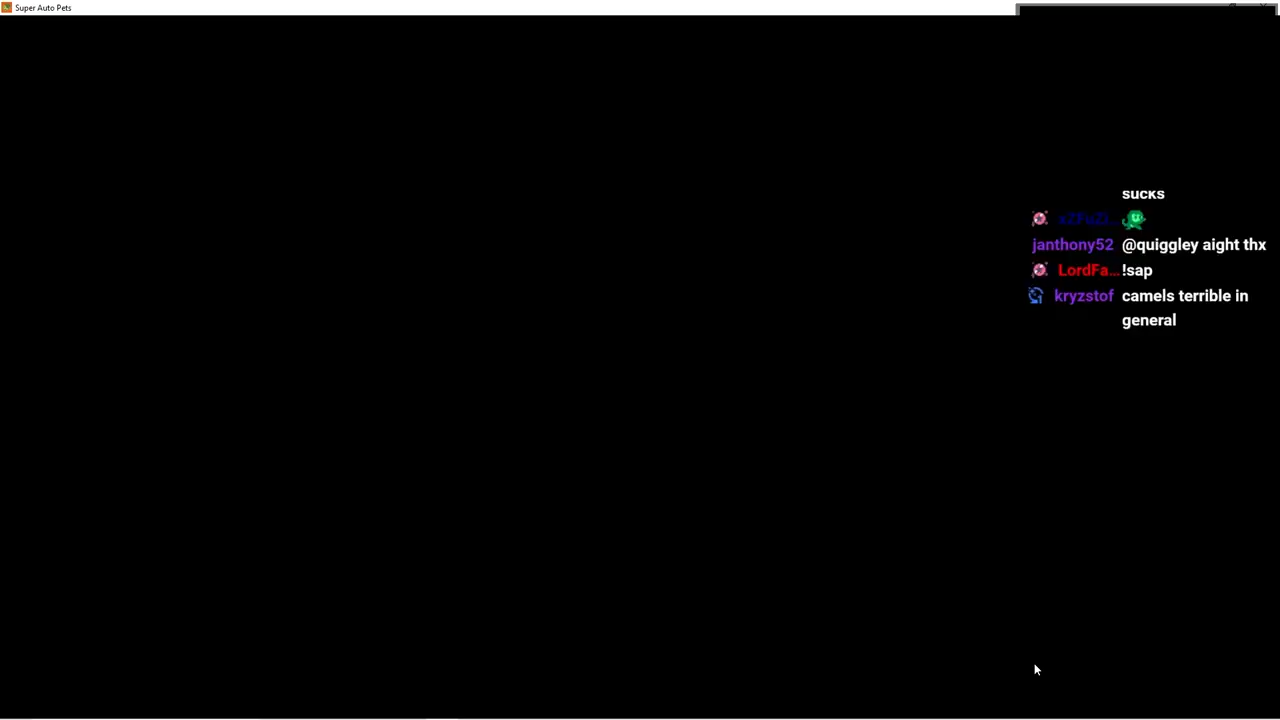 Super Auto Pets
sucks
janthony52 @quiggley aight thx
LordFa... !sap
kryzstof camels terrible in
general